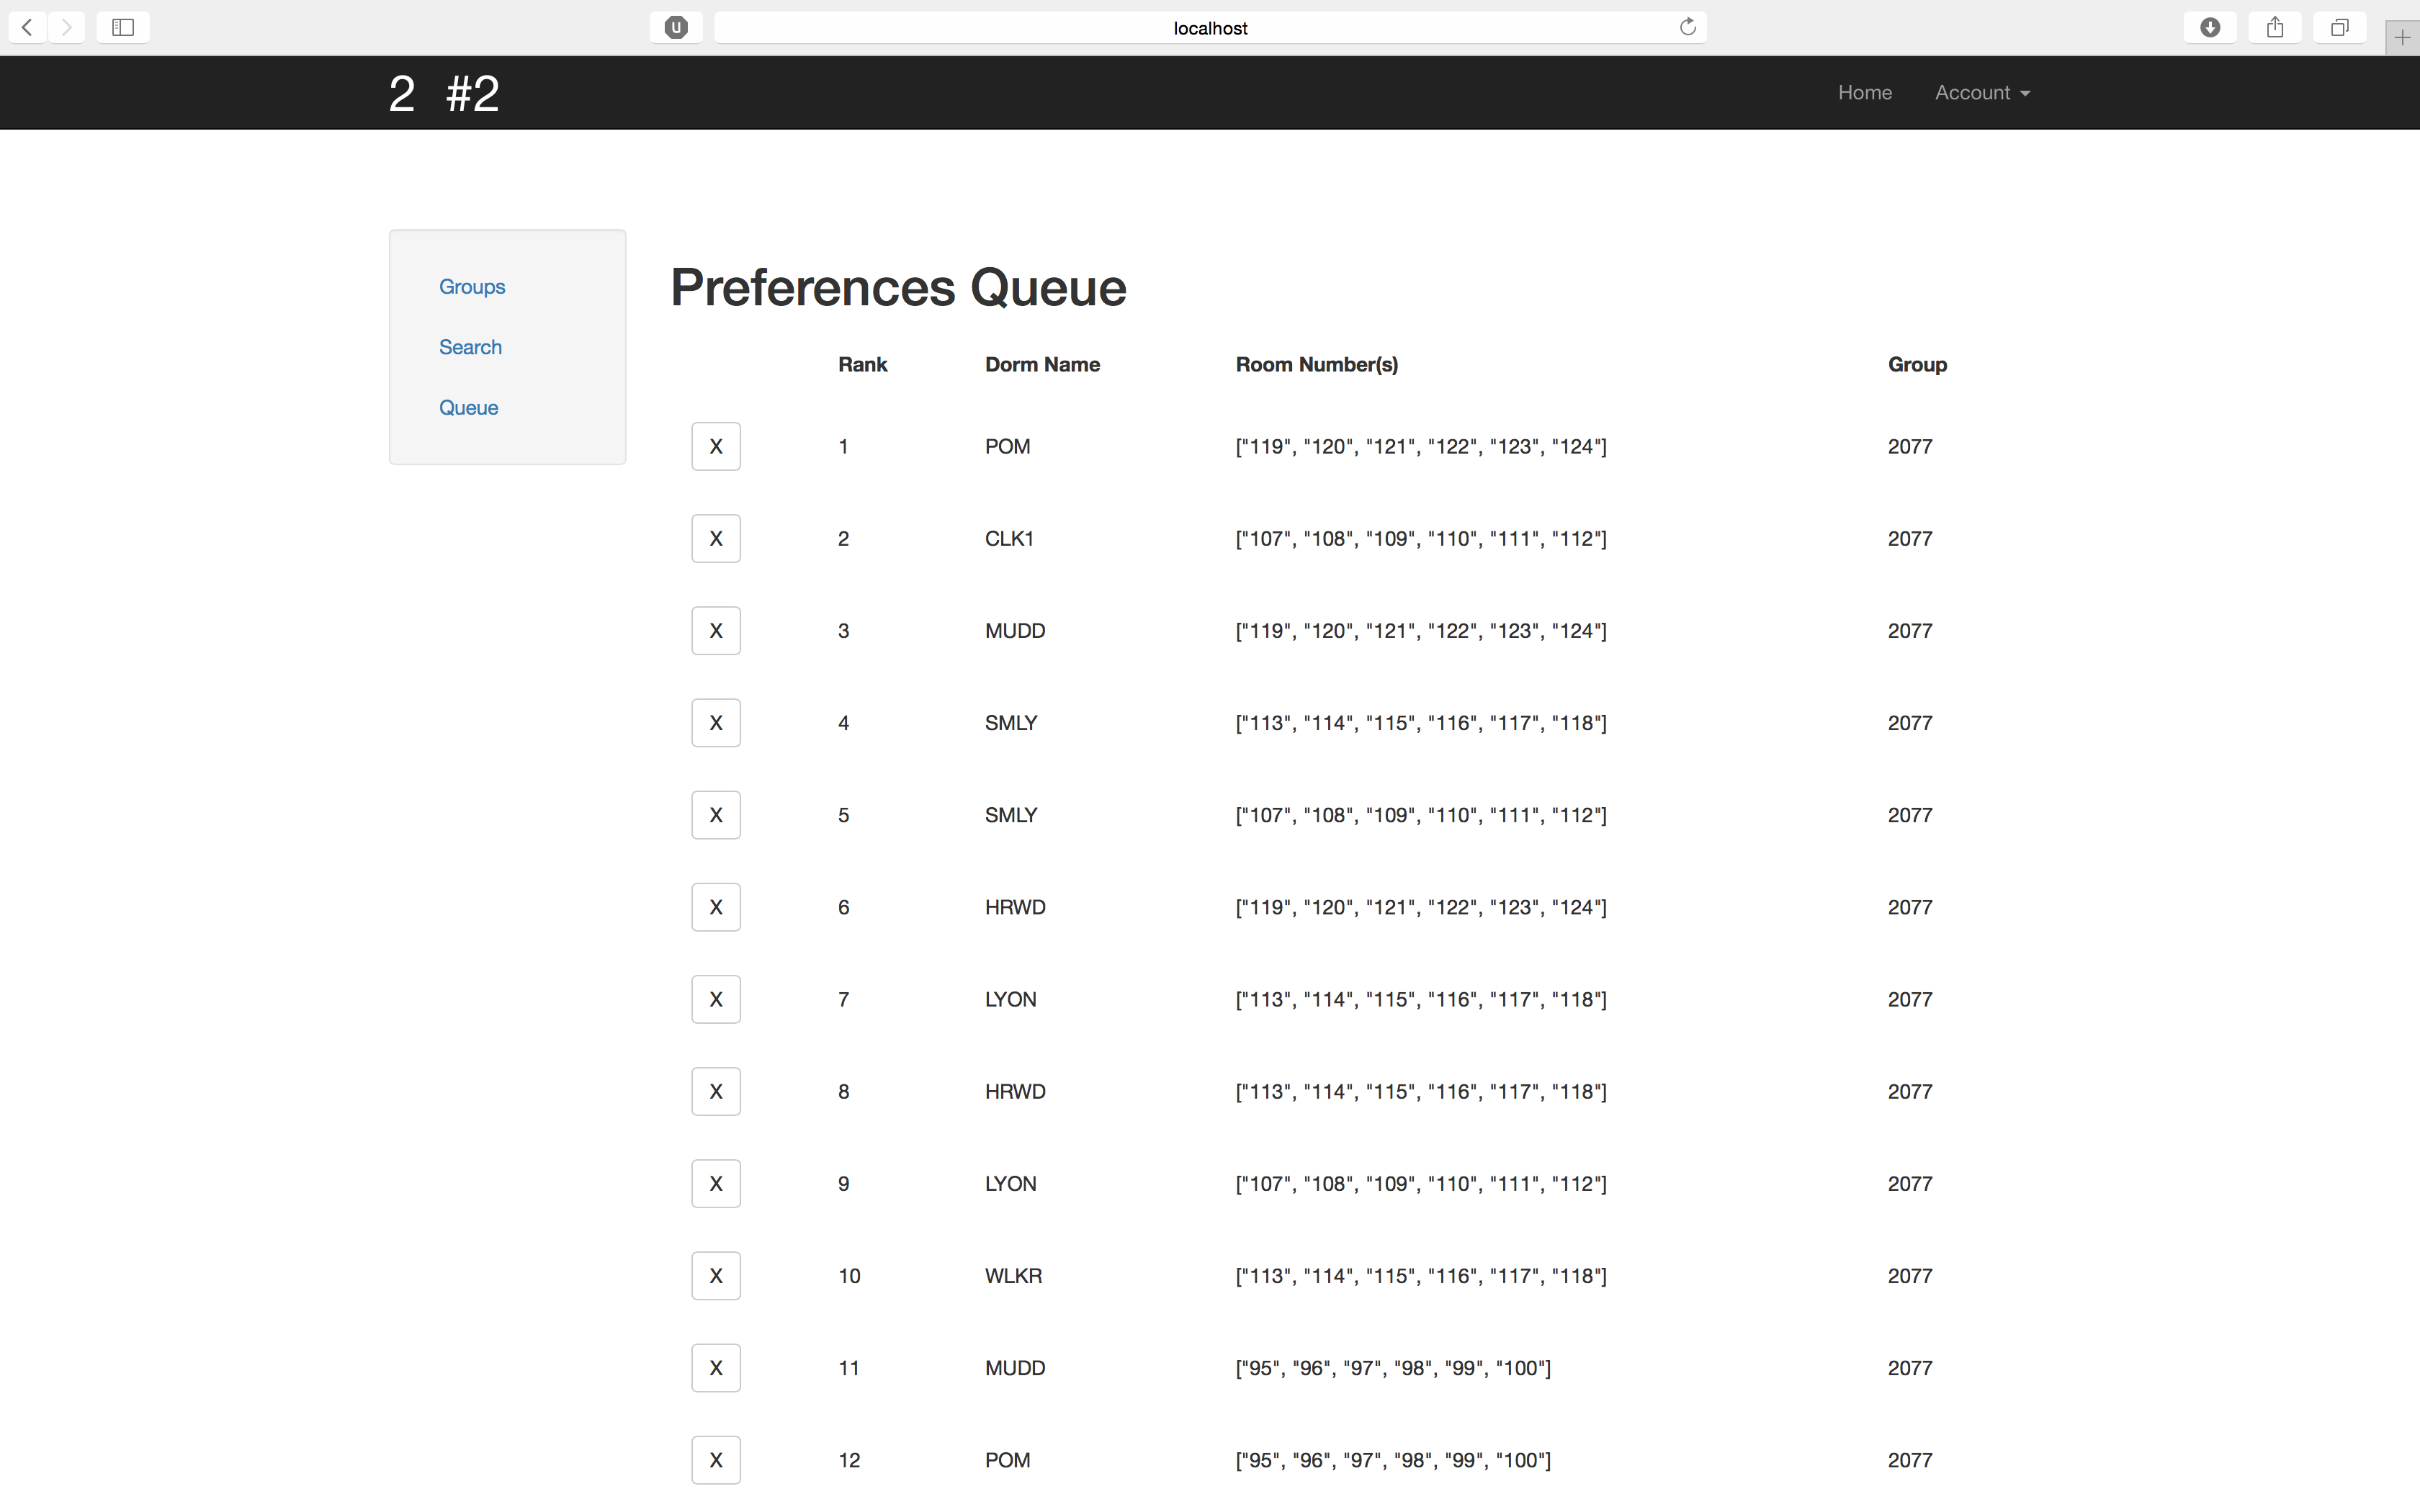 localhost
2 #2 Home Account
Groups
Search
Queue
Preferences Queue
Rank Dorm Name Room Number(s) Group
X 1 POM ["119", "120", "121", "122", "123", "124"] 2077
X 2 CLK1 ["107", "108", "109", "110", "111", "112"] 2077
X 3 MUDD ["119", "120", "121", "122", "123", "124"] 2077
X 4 SMLY ["113", "114", "115", "116", "117", "118"] 2077
X 5 SMLY ["107", "108", "109", "110", "111", "112"] 2077
X 6 HRWD ["119", "120", "121", "122", "123", "124"] 2077
X 7 LYON ["113", "114", "115", "116", "117", "118"] 2077
X 8 HRWD ["113", "114", "115", "116", "117", "118"] 2077
X 9 LYON ["107", "108", "109", "110", "111", "112"] 2077
X 10 WLKR ["113", "114", "115", "116", "117", "118"] 2077
X 11 MUDD ["95", "96", "97", "98", "99", "100"] 2077
X 12 POM ["95", "96", "97", "98", "99", "100"] 2077